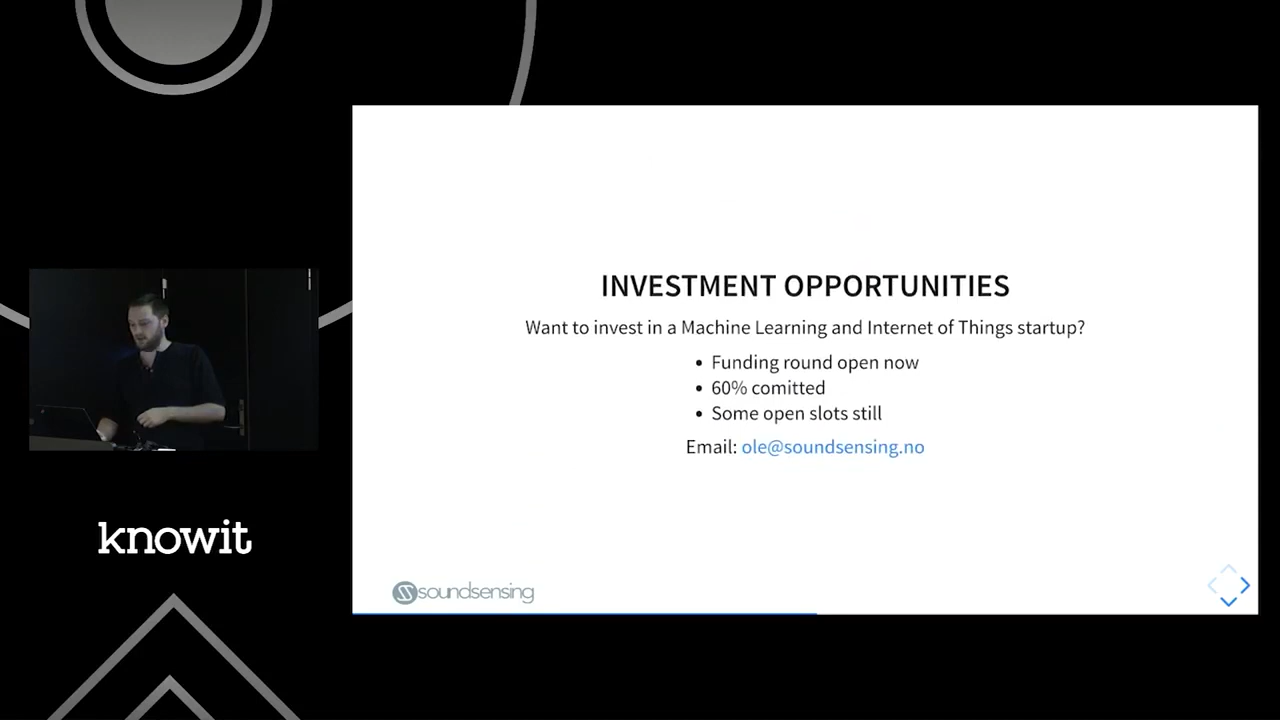 INVESTMENT OPPORTUNITIES
Want to invest in a Machine Learning and Internet of Things startup?
• Funding round open now
• 60% comitted
• Some open slots still
Email: ole@soundsensing.no
knowit
soundsensing